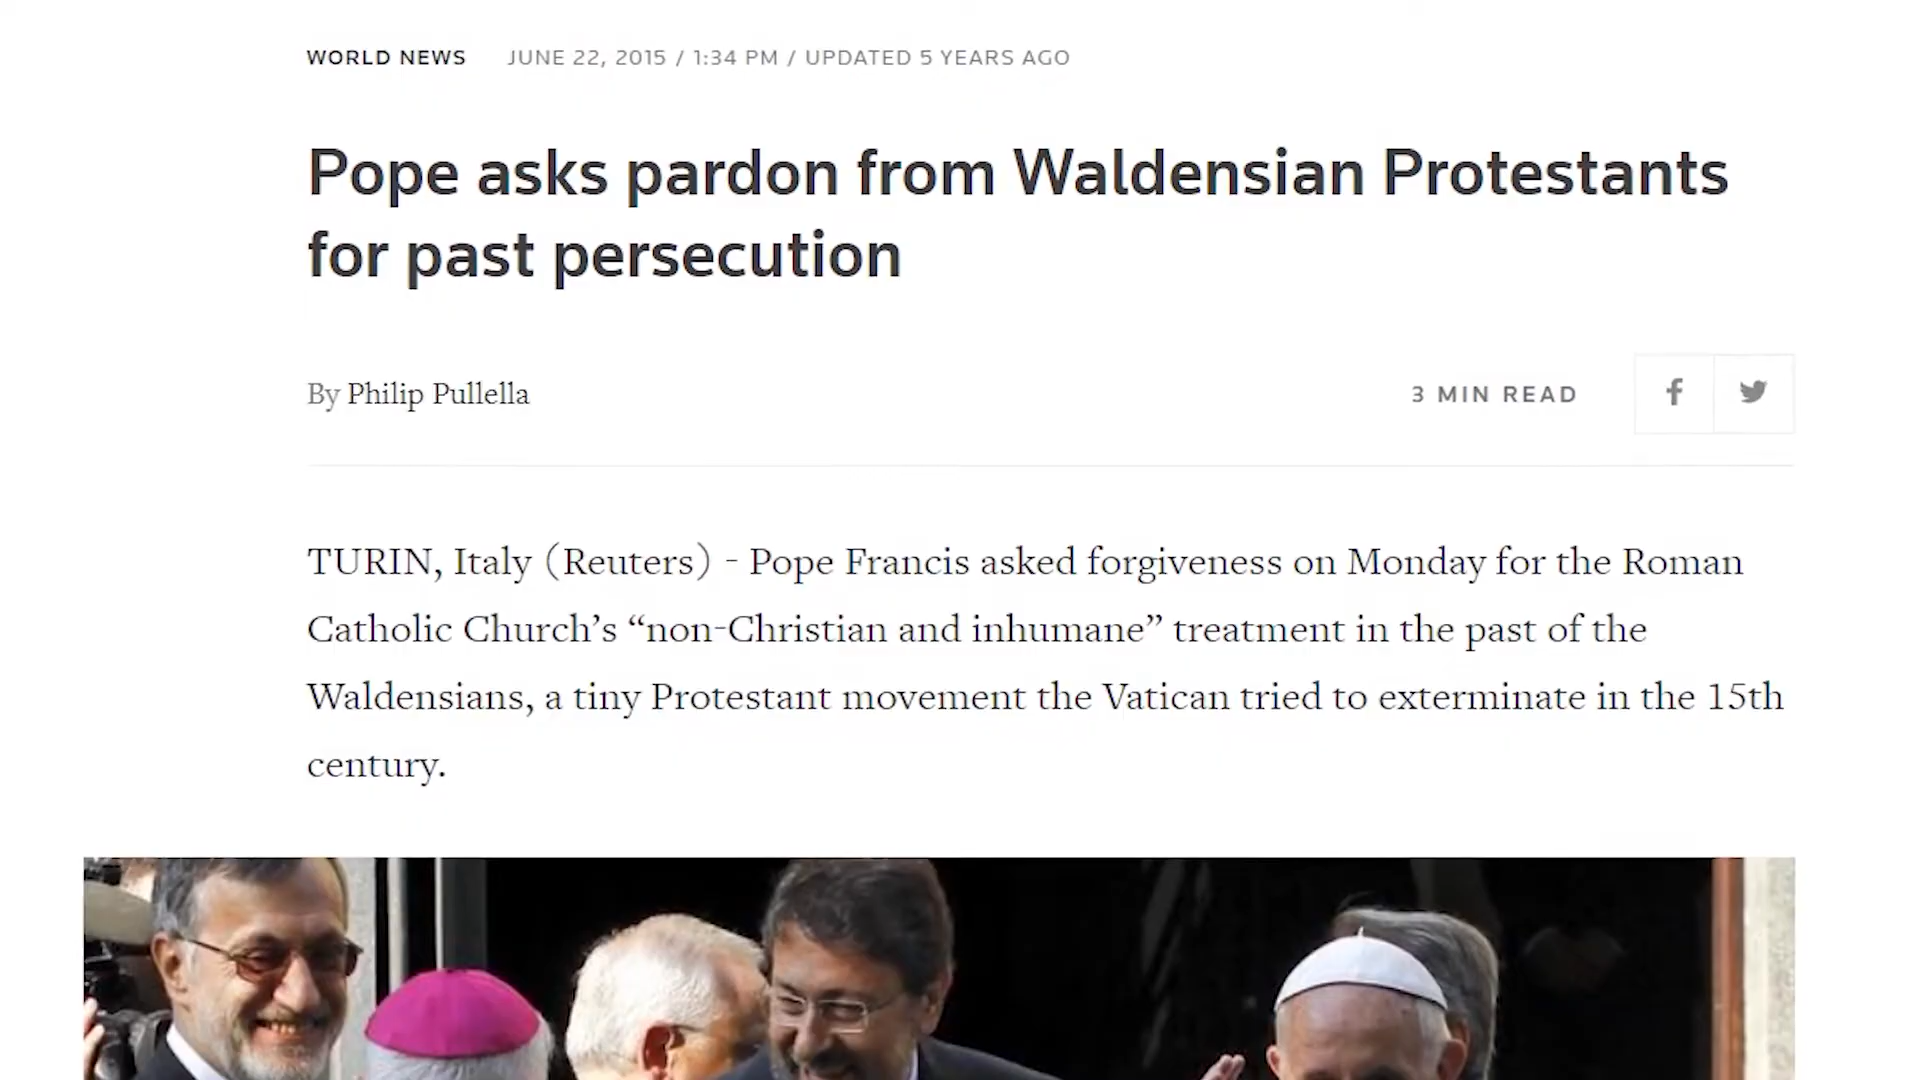 WORLD NEWS JUNE 22, 2015 / 1:34 PM / UPDATED 5 YEARS AGO
Pope asks pardon from Waldensian Protestants
for past persecution
By Philip Pullella
3 MIN READ
TURIN, Italy (Reuters) - Pope Francis asked forgiveness on Monday for the Roman
Catholic Church’s “non-Christian and inhumane” treatment in the past of the
Waldensians, a tiny Protestant movement the Vatican tried to exterminate in the 15th
century.